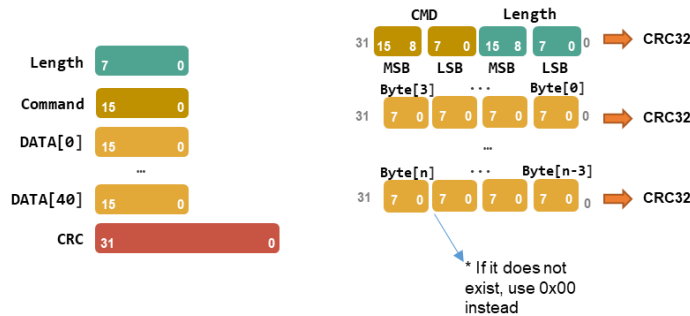 Length 7 0
Command 15 0
DATA[0] 15 0
…
DATA[40] 15 0
CRC 31 0
CMD Length
31 15 8 7 0 15 8 7 0 0 CRC32
MSB LSB MSB LSB
Byte[3] ... Byte[0]
31 7 0 7 0 7 0 7 0 0 CRC32
…
Byte[n] ... Byte[n-3]
31 7 0 7 0 7 0 7 0 0 CRC32
* If it does not
exist, use 0x00
instead